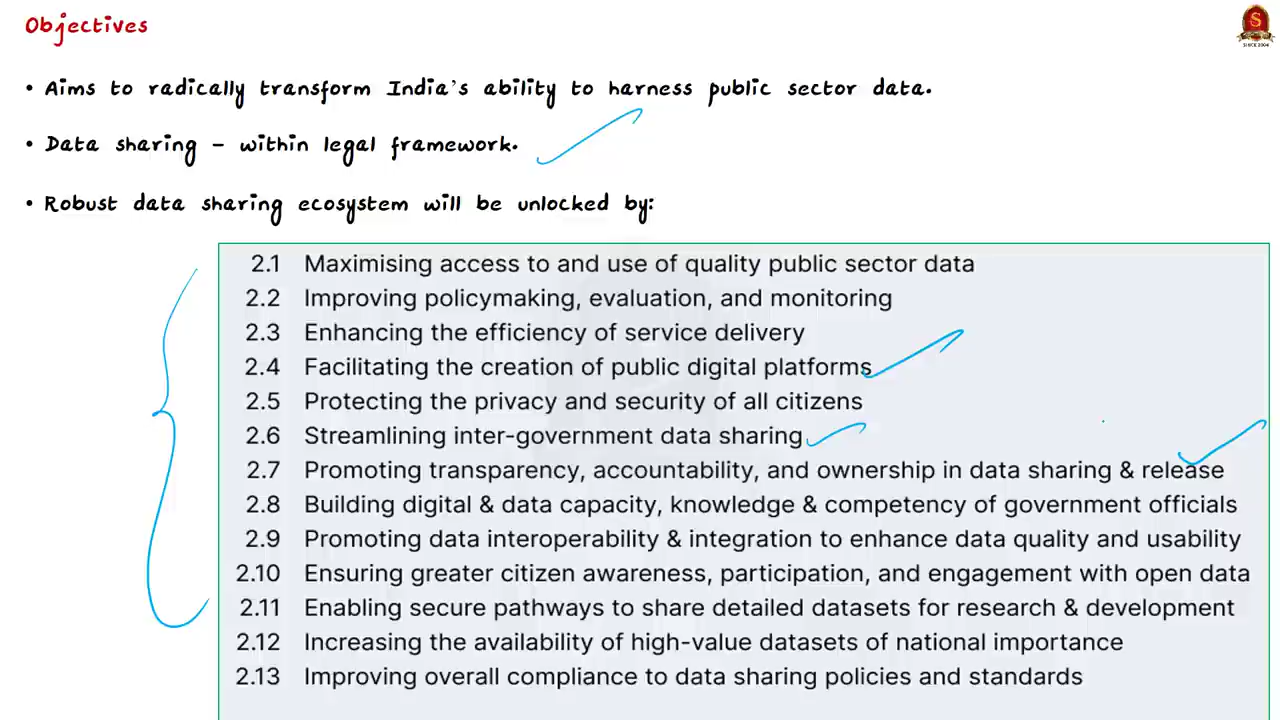 Objectives
• Aims to radically transform India's ability to harness public sector data.
• Data sharing – within legal framework.
• Robust data sharing ecosystem will be unlocked by:
2.1 Maximising access to and use of quality public sector data
2.2 Improving policymaking, evaluation, and monitoring
2.3 Enhancing the efficiency of service delivery
2.4 Facilitating the creation of public digital platforms
2.5 Protecting the privacy and security of all citizens
2.6 Streamlining inter-government data sharing
2.7 Promoting transparency, accountability, and ownership in data sharing & release
2.8 Building digital & data capacity, knowledge & competency of government officials
2.9 Promoting data interoperability & integration to enhance data quality and usability
2.10 Ensuring greater citizen awareness, participation, and engagement with open data
2.11 Enabling secure pathways to share detailed datasets for research & development
2.12 Increasing the availability of high-value datasets of national importance
2.13 Improving overall compliance to data sharing policies and standards
S
SINCE 2004